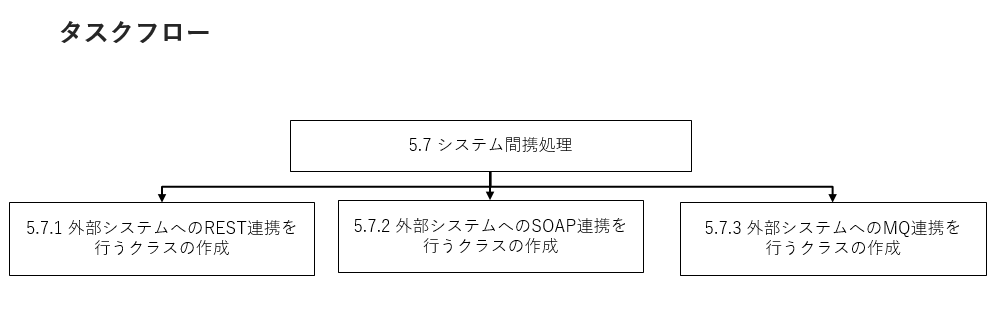 タスクフロー
5.7 システム間携処理
5.7.1 外部システムへのREST連携を
行うクラスの作成
5.7.2 外部システムへのSOAP連携を
行うクラスの作成
5.7.3 外部システムへのMQ連携を
行うクラスの作成